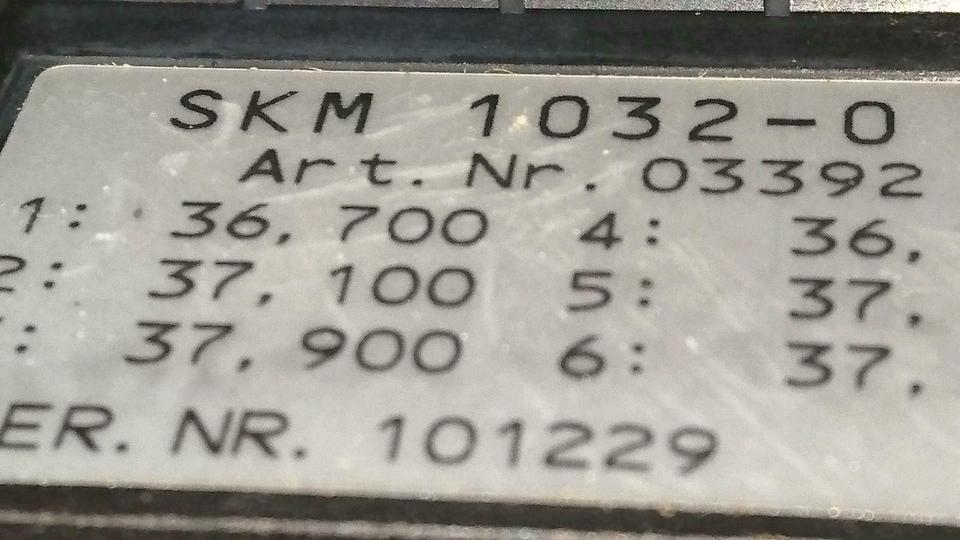 SKM 1032-0
Art. Nr. 03392
1: 36,700 4: 36,
2: 37,100 5: 37,
: 37,900 6: 37,
ER. NR. 101229